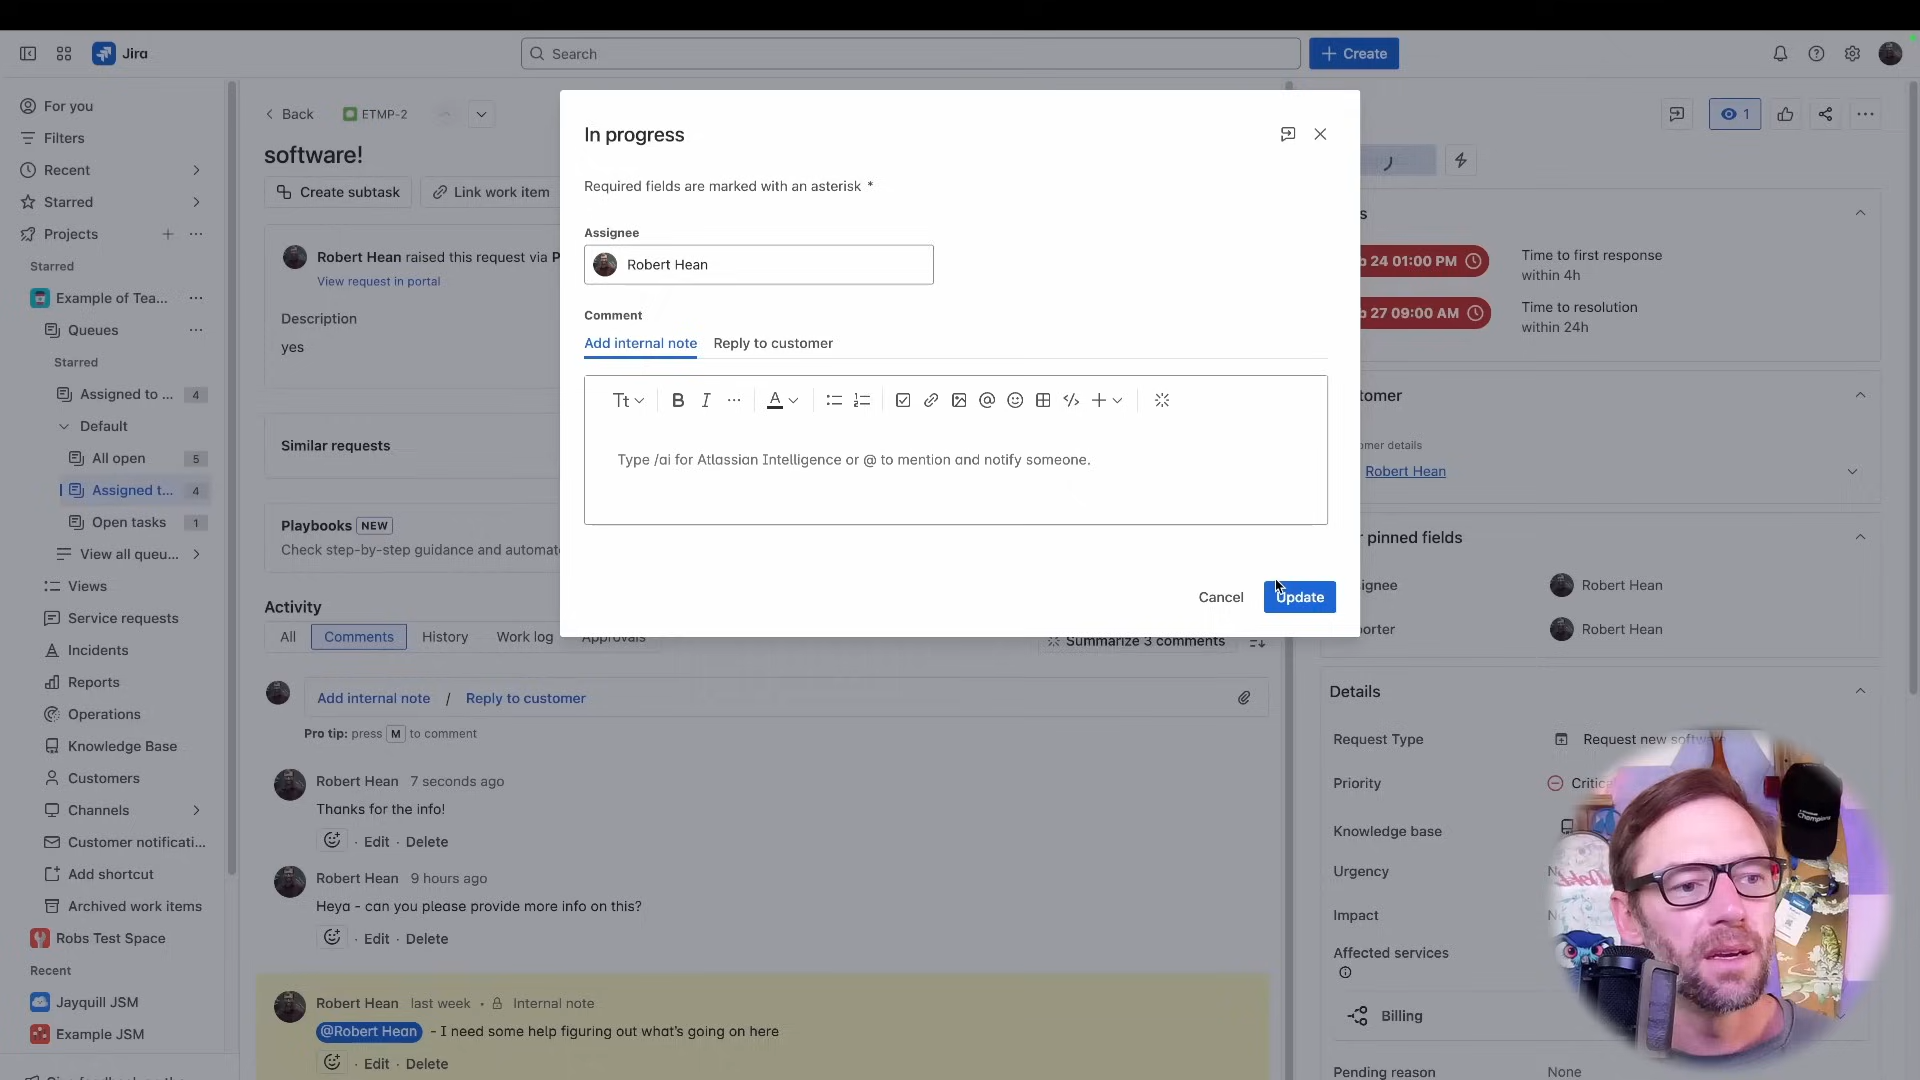 Jira
Search
Create
For you
Filters
Recent
Starred
Projects
Starred
Example of Tea...
Queues
Starred
Assigned to ... 4
Default
All open 5
Assigned t... 4
Open tasks 1
View all queu...
Views
Service requests
Incidents
Reports
Operations
Knowledge Base
Customers
Channels
Customer notificati...
Add shortcut
Archived work items
Robs Test Space
Recent
Jayquill JSM
Example JSM
Back ETMP-2
software!
Create subtask Link work item
Robert Hean raised this request via P
View request in portal
Description
yes
Similar requests
Playbooks NEW
Check step-by-step guidance and automat
Activity
All Comments History Work log Approvals
Summarize 3 comments
Add internal note / Reply to customer
Pro tip: press M to comment
Robert Hean 7 seconds ago
Thanks for the info!
· Edit · Delete
Robert Hean 9 hours ago
Heya - can you please provide more info on this?
· Edit · Delete
Robert Hean last week • Internal note
@Robert Hean - I need some help figuring out what's going on here
· Edit · Delete
In progress
Required fields are marked with an asterisk *
Assignee
Robert Hean
Comment
Add internal note Reply to customer
Tt B I ... A
Type /ai for Atlassian Intelligence or @ to mention and notify someone.
Cancel Update
1
s
24 01:00 PM
Time to first response
within 4h
27 09:00 AM
Time to resolution
within 24h
tomer
mer details
Robert Hean
r pinned fields
ignee Robert Hean
orter Robert Hean
Details
Request Type Request new softwar
Priority Critica
Knowledge base
Urgency
Impact
Affected services
Billing
Pending reason None